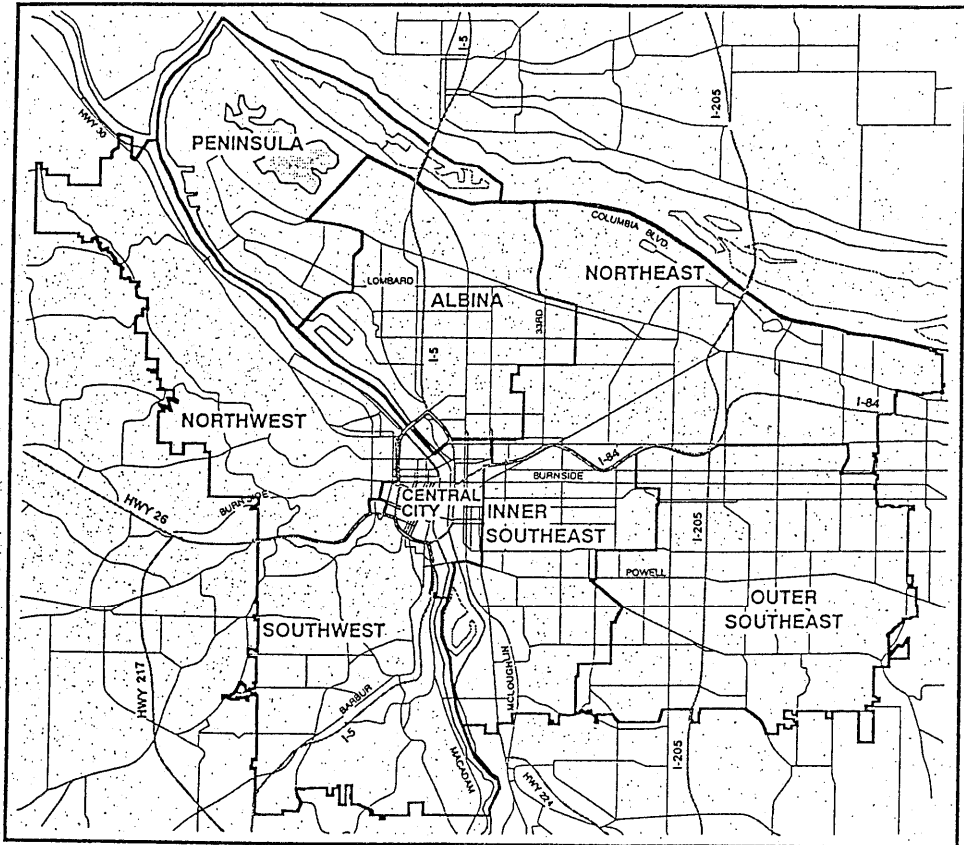 I-5
I-205
HWY 30
PENINSULA
COLUMBIA BLVD.
NORTHEAST
LOMBARD
ALBINA
33RD
I-5
I-84
NORTHWEST
I-84
BURNSIDE
BURNSIDE
HWY 26
CENTRAL
CITY
INNER
SOUTHEAST
I-205
POWELL
OUTER
SOUTHEAST
SOUTHWEST
HWY 217
MCLOUGHLIN
BARBUR
I-5
MACADAM
I-205
HWY 224